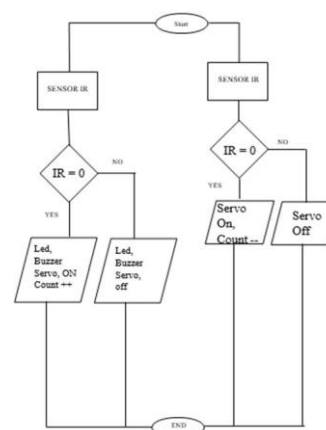 Start
SENSOR IR
IR = 0
NO
YES
Led,
Buzzer
Servo, ON
Count ++
Led,
Buzzer
Servo,
off
SENSOR IR
IR = 0
NO
YES
Servo
On,
Count --
Servo
Off
END